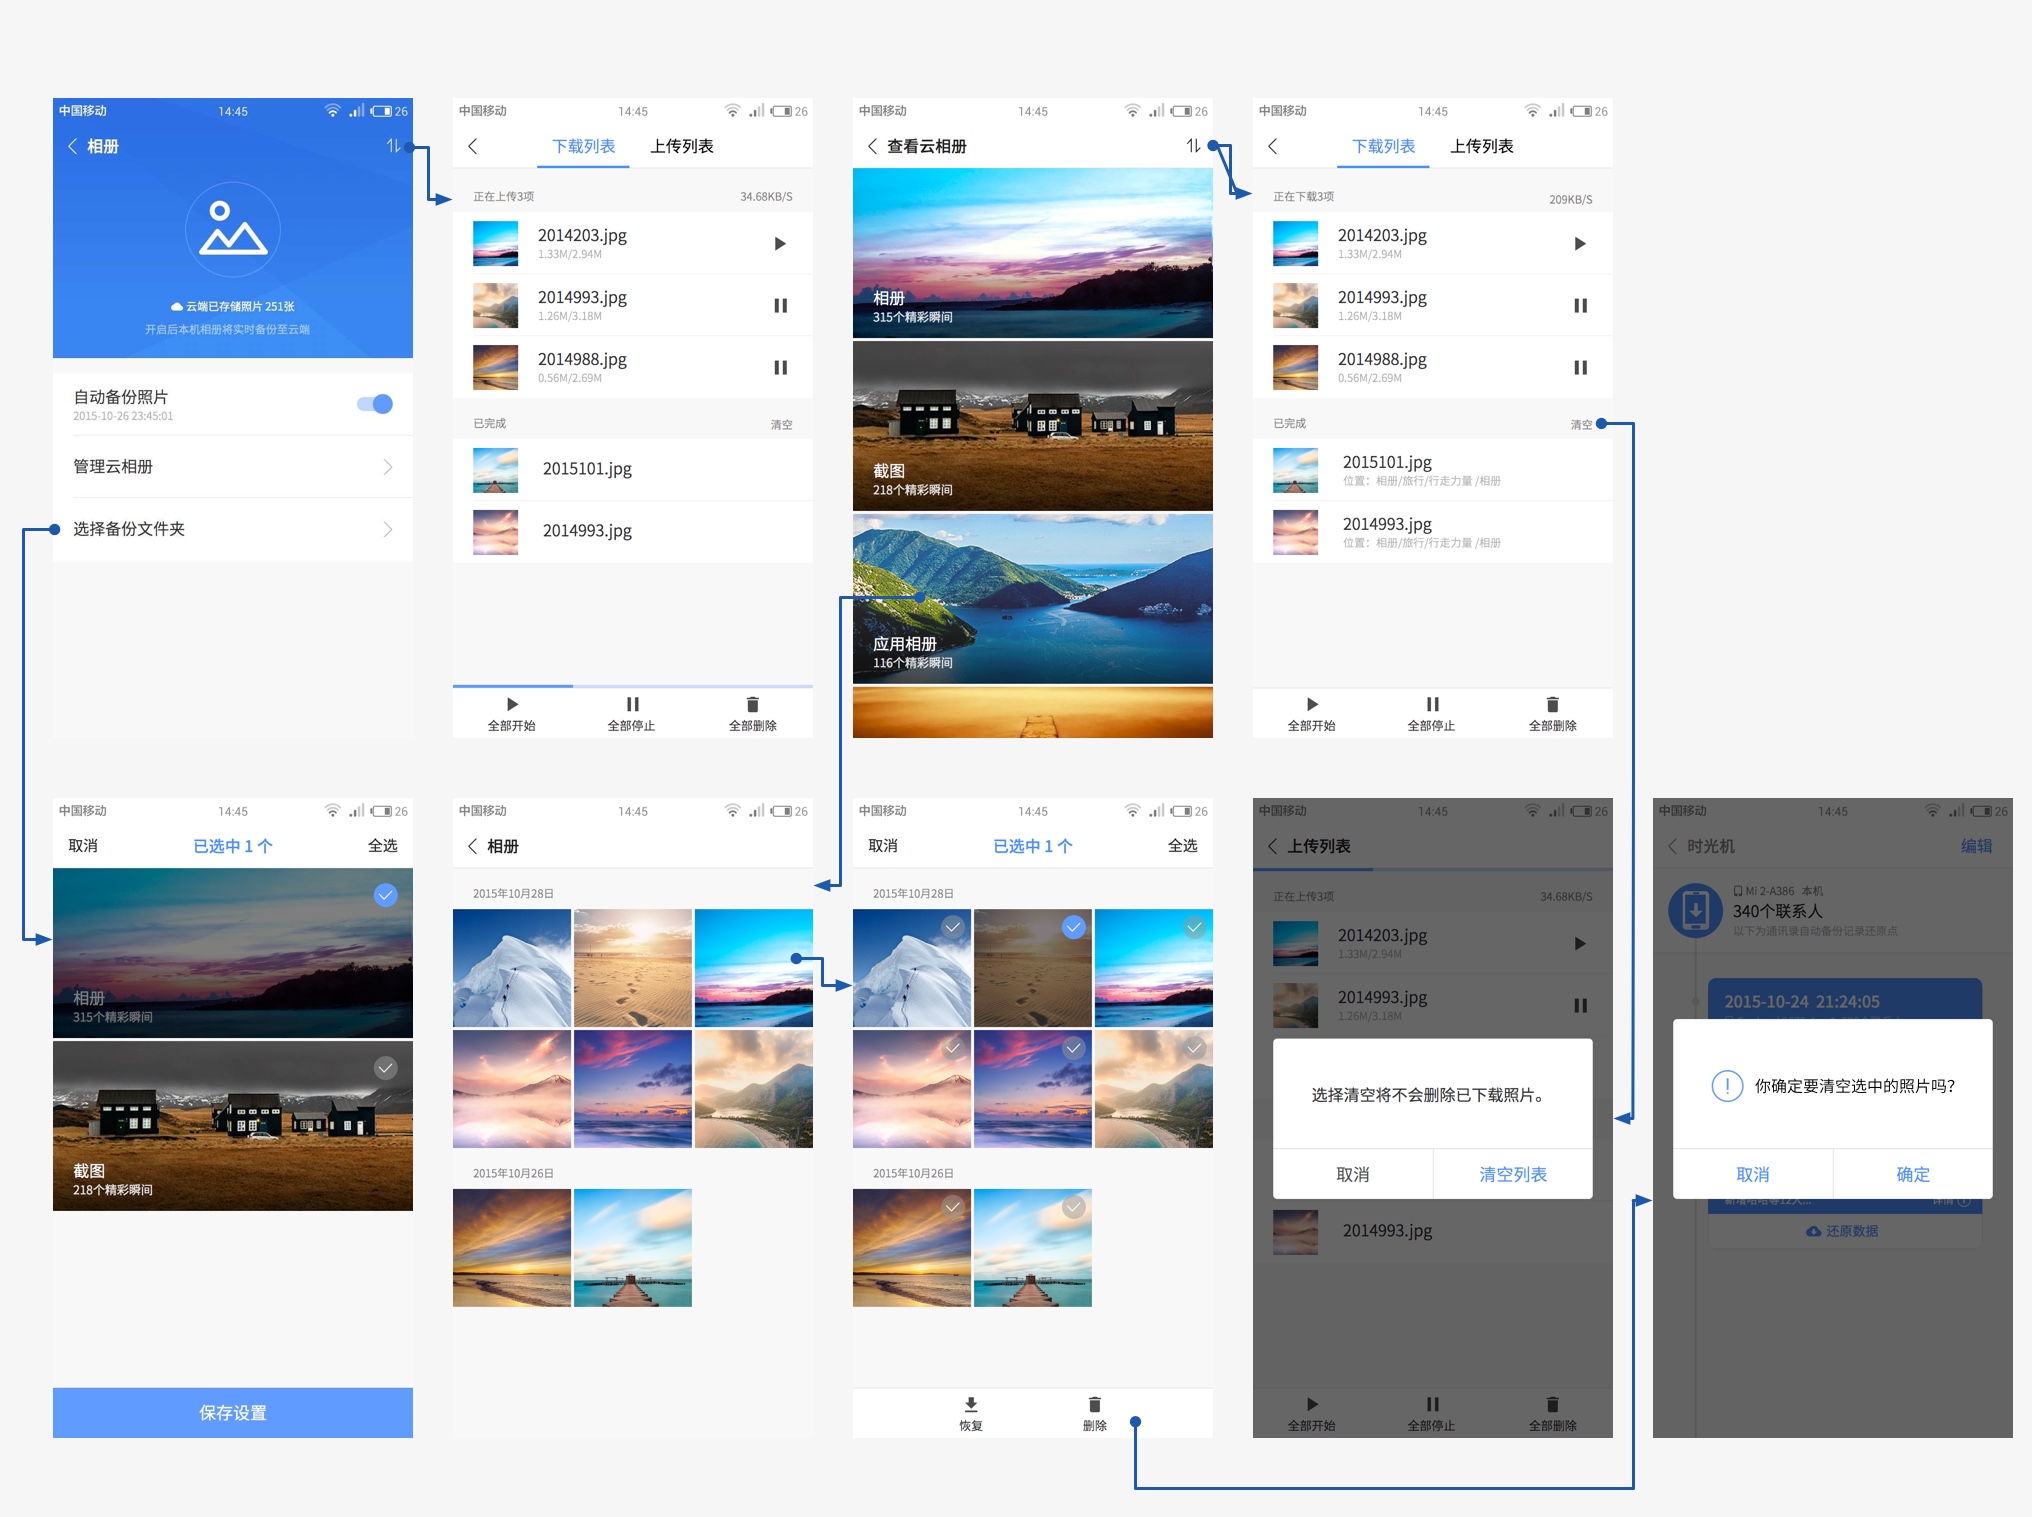 中国移动 14:45 26
相册
云端已存储照片 251张
开启后本机相册将实时备份至云端
自动备份照片
2015-10-26 23:45:01
管理云相册
选择备份文件夹
中国移动 14:45 26
下载列表 上传列表
正在上传3项 34.68KB/S
2014203.jpg
1.33M/2.94M
2014993.jpg
1.26M/3.18M
2014988.jpg
0.56M/2.69M
已完成 清空
2015101.jpg
2014993.jpg
全部开始 全部停止 全部删除
中国移动 14:45 26
查看云相册
相册
315个精彩瞬间
截图
218个精彩瞬间
应用相册
116个精彩瞬间
中国移动 14:45 26
下载列表 上传列表
正在下载3项 209KB/S
2014203.jpg
1.33M/2.94M
2014993.jpg
1.26M/3.18M
2014988.jpg
0.56M/2.69M
已完成 清空
2015101.jpg
位置：相册/旅行/行走力量 /相册
2014993.jpg
位置：相册/旅行/行走力量 /相册
全部开始 全部停止 全部删除
中国移动 14:45 26
取消 已选中 1 个 全选
相册
315个精彩瞬间
截图
218个精彩瞬间
保存设置
中国移动 14:45 26
相册
2015年10月28日
2015年10月26日
中国移动 14:45 26
取消 已选中 1 个 全选
2015年10月28日
2015年10月26日
恢复 删除
中国移动 14:45 26
上传列表
正在上传3项 34.68KB/S
2014203.jpg
1.33M/2.94M
2014993.jpg
1.26M/3.18M
选择清空将不会删除已下载照片。
取消 清空列表
2014993.jpg
全部开始 全部停止 全部删除
中国移动 14:45 26
时光机 编辑
Mi 2-A386 本机
340个联系人
以下为通讯录自动备份记录还原点
2015-10-24 21:24:05
你确定要清空选中的照片吗？
取消 确定
还原数据